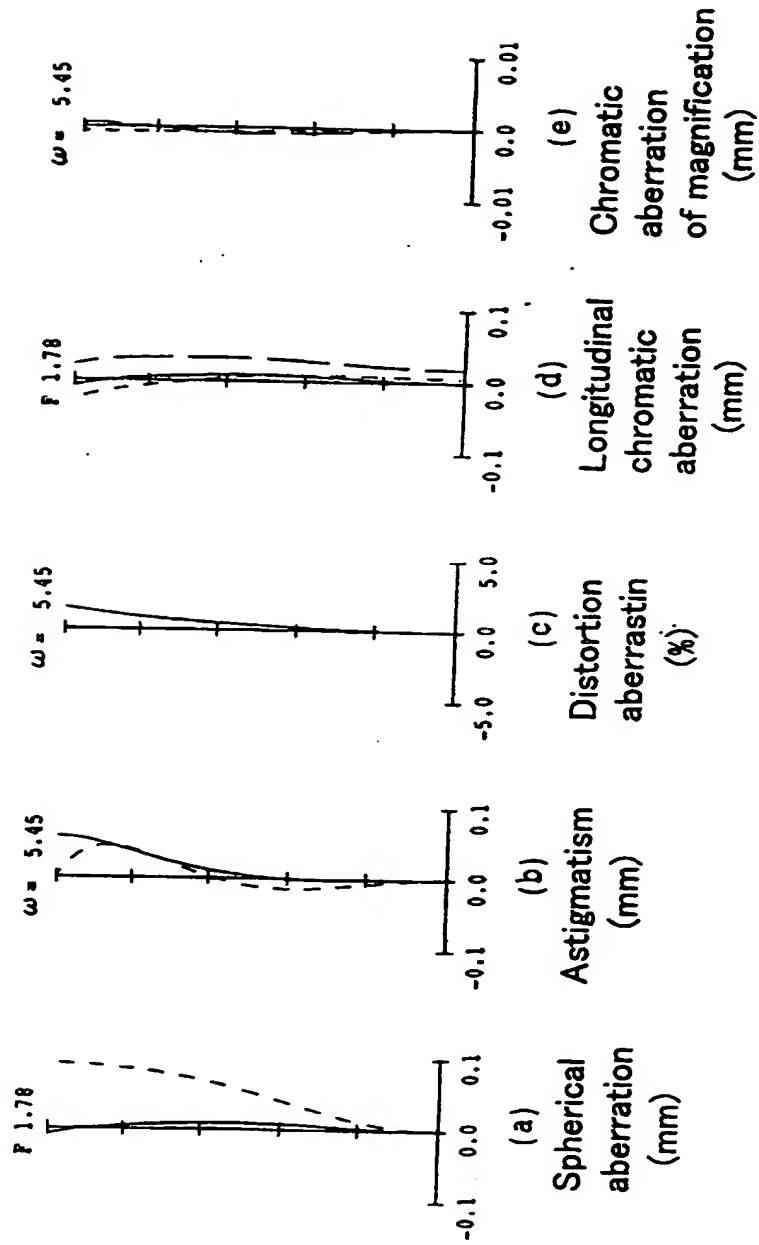 F 1.78
-0.1 0.0 0.1
(a)
Spherical
aberration
(mm)
ω= 5.45
-0.1 0.0 0.1
(b)
Astigmatism
(mm)
ω= 5.45
-5.0 0.0 5.0
(c)
Distortion
aberrastin
(%)
F 1.78
-0.1 0.0 0.1
(d)
Longitudinal
chromatic
aberration
(mm)
ω= 5.45
-0.01 0.0 0.01
(e)
Chromatic
aberration
of magnification
(mm)